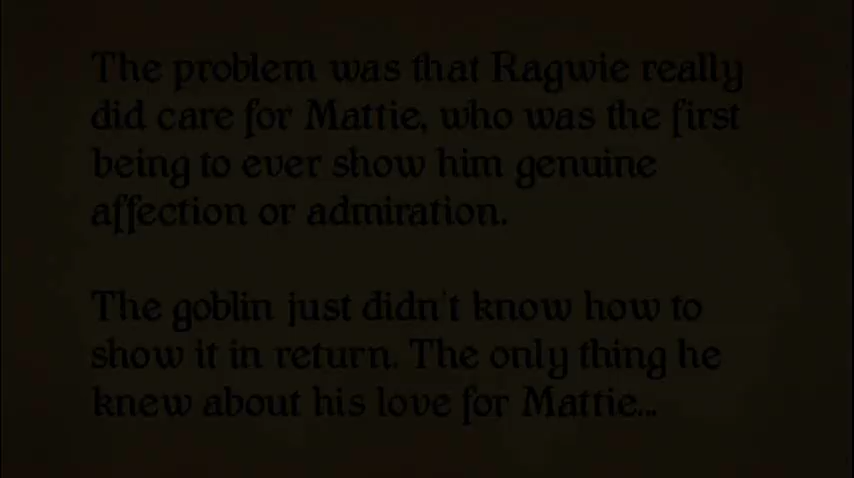 The problem was that Ragwie really
did care for Mattie, who was the first
being to ever show him genuine
affection or admiration.
The goblin just didn't know how to
show it in return. The only thing he
knew about his love for Mattie...